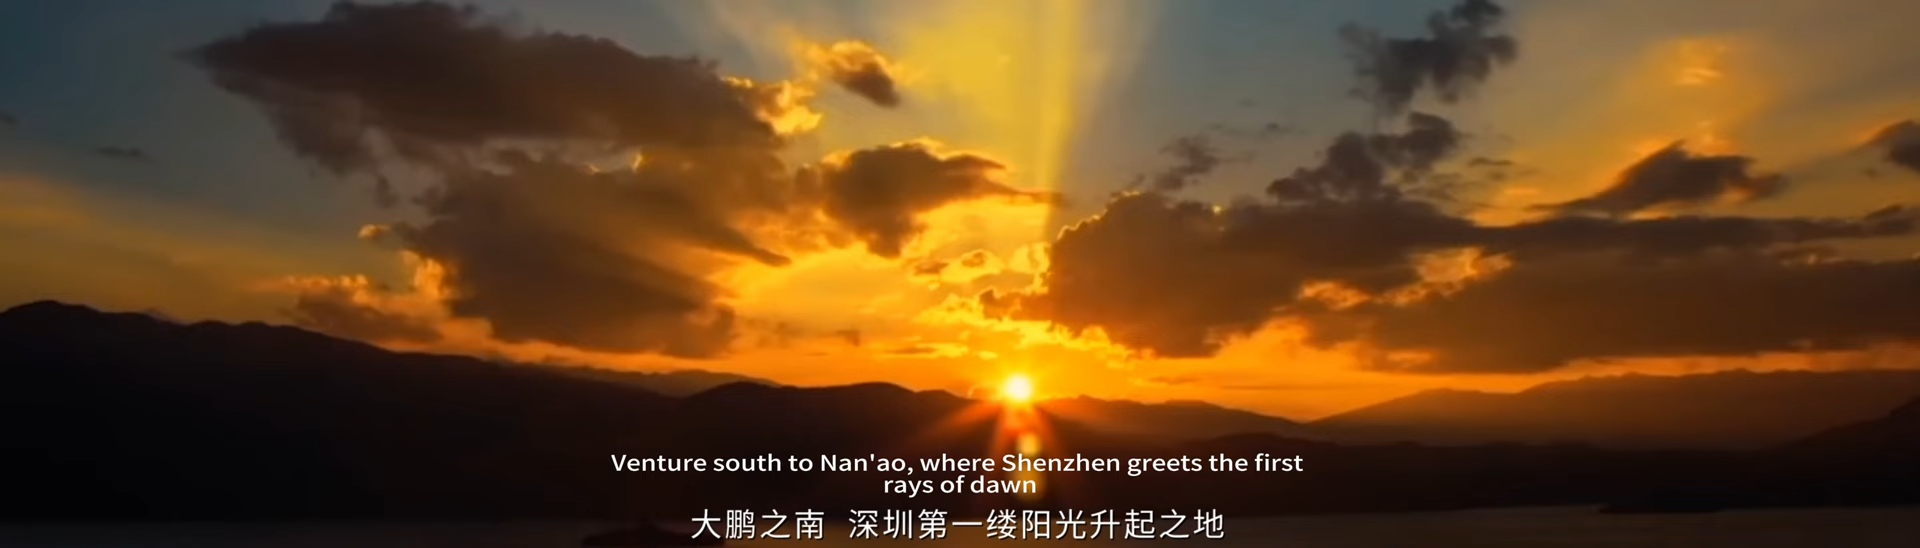 Venture south to Nan'ao, where Shenzhen greets the first
rays of dawn
大鹏之南 深圳第一缕阳光升起之地